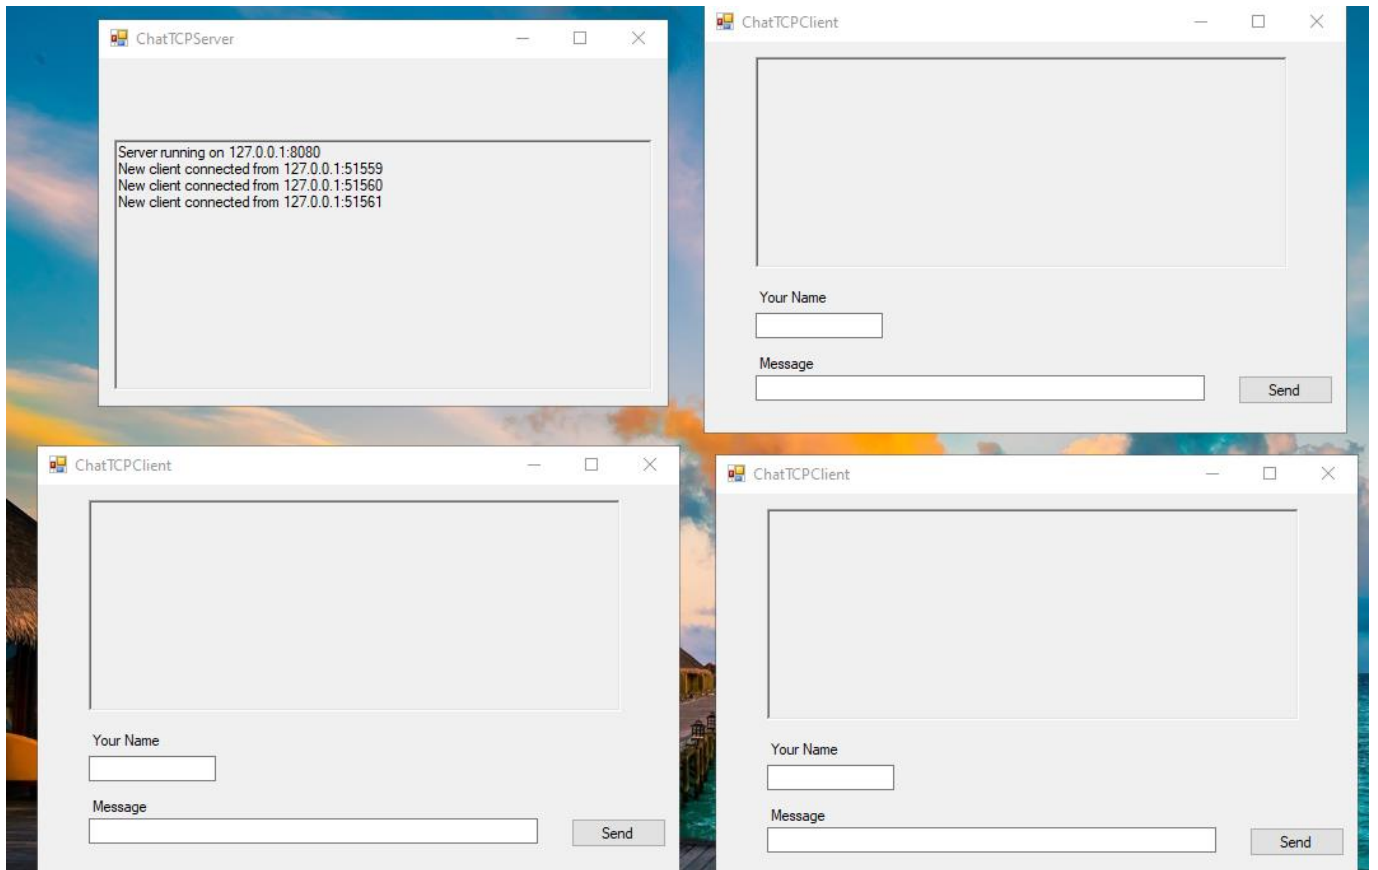 ChatTCPServer
Server running on 127.0.0.1:8080
New client connected from 127.0.0.1:51559
New client connected from 127.0.0.1:51560
New client connected from 127.0.0.1:51561
ChatTCPClient
Your Name
Message
Send
ChatTCPClient
Your Name
Message
Send
ChatTCPClient
Your Name
Message
Send